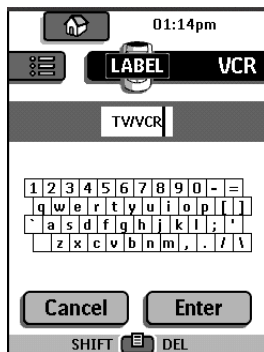 01:14pm
LABEL VCR
TV/VCR
1 2 3 4 5 6 7 8 9 0 - =
q w e r t y u i o p [ ]
` a s d f g h j k l ; '
z x c v b n m , . / \
Cancel Enter
SHIFT DEL